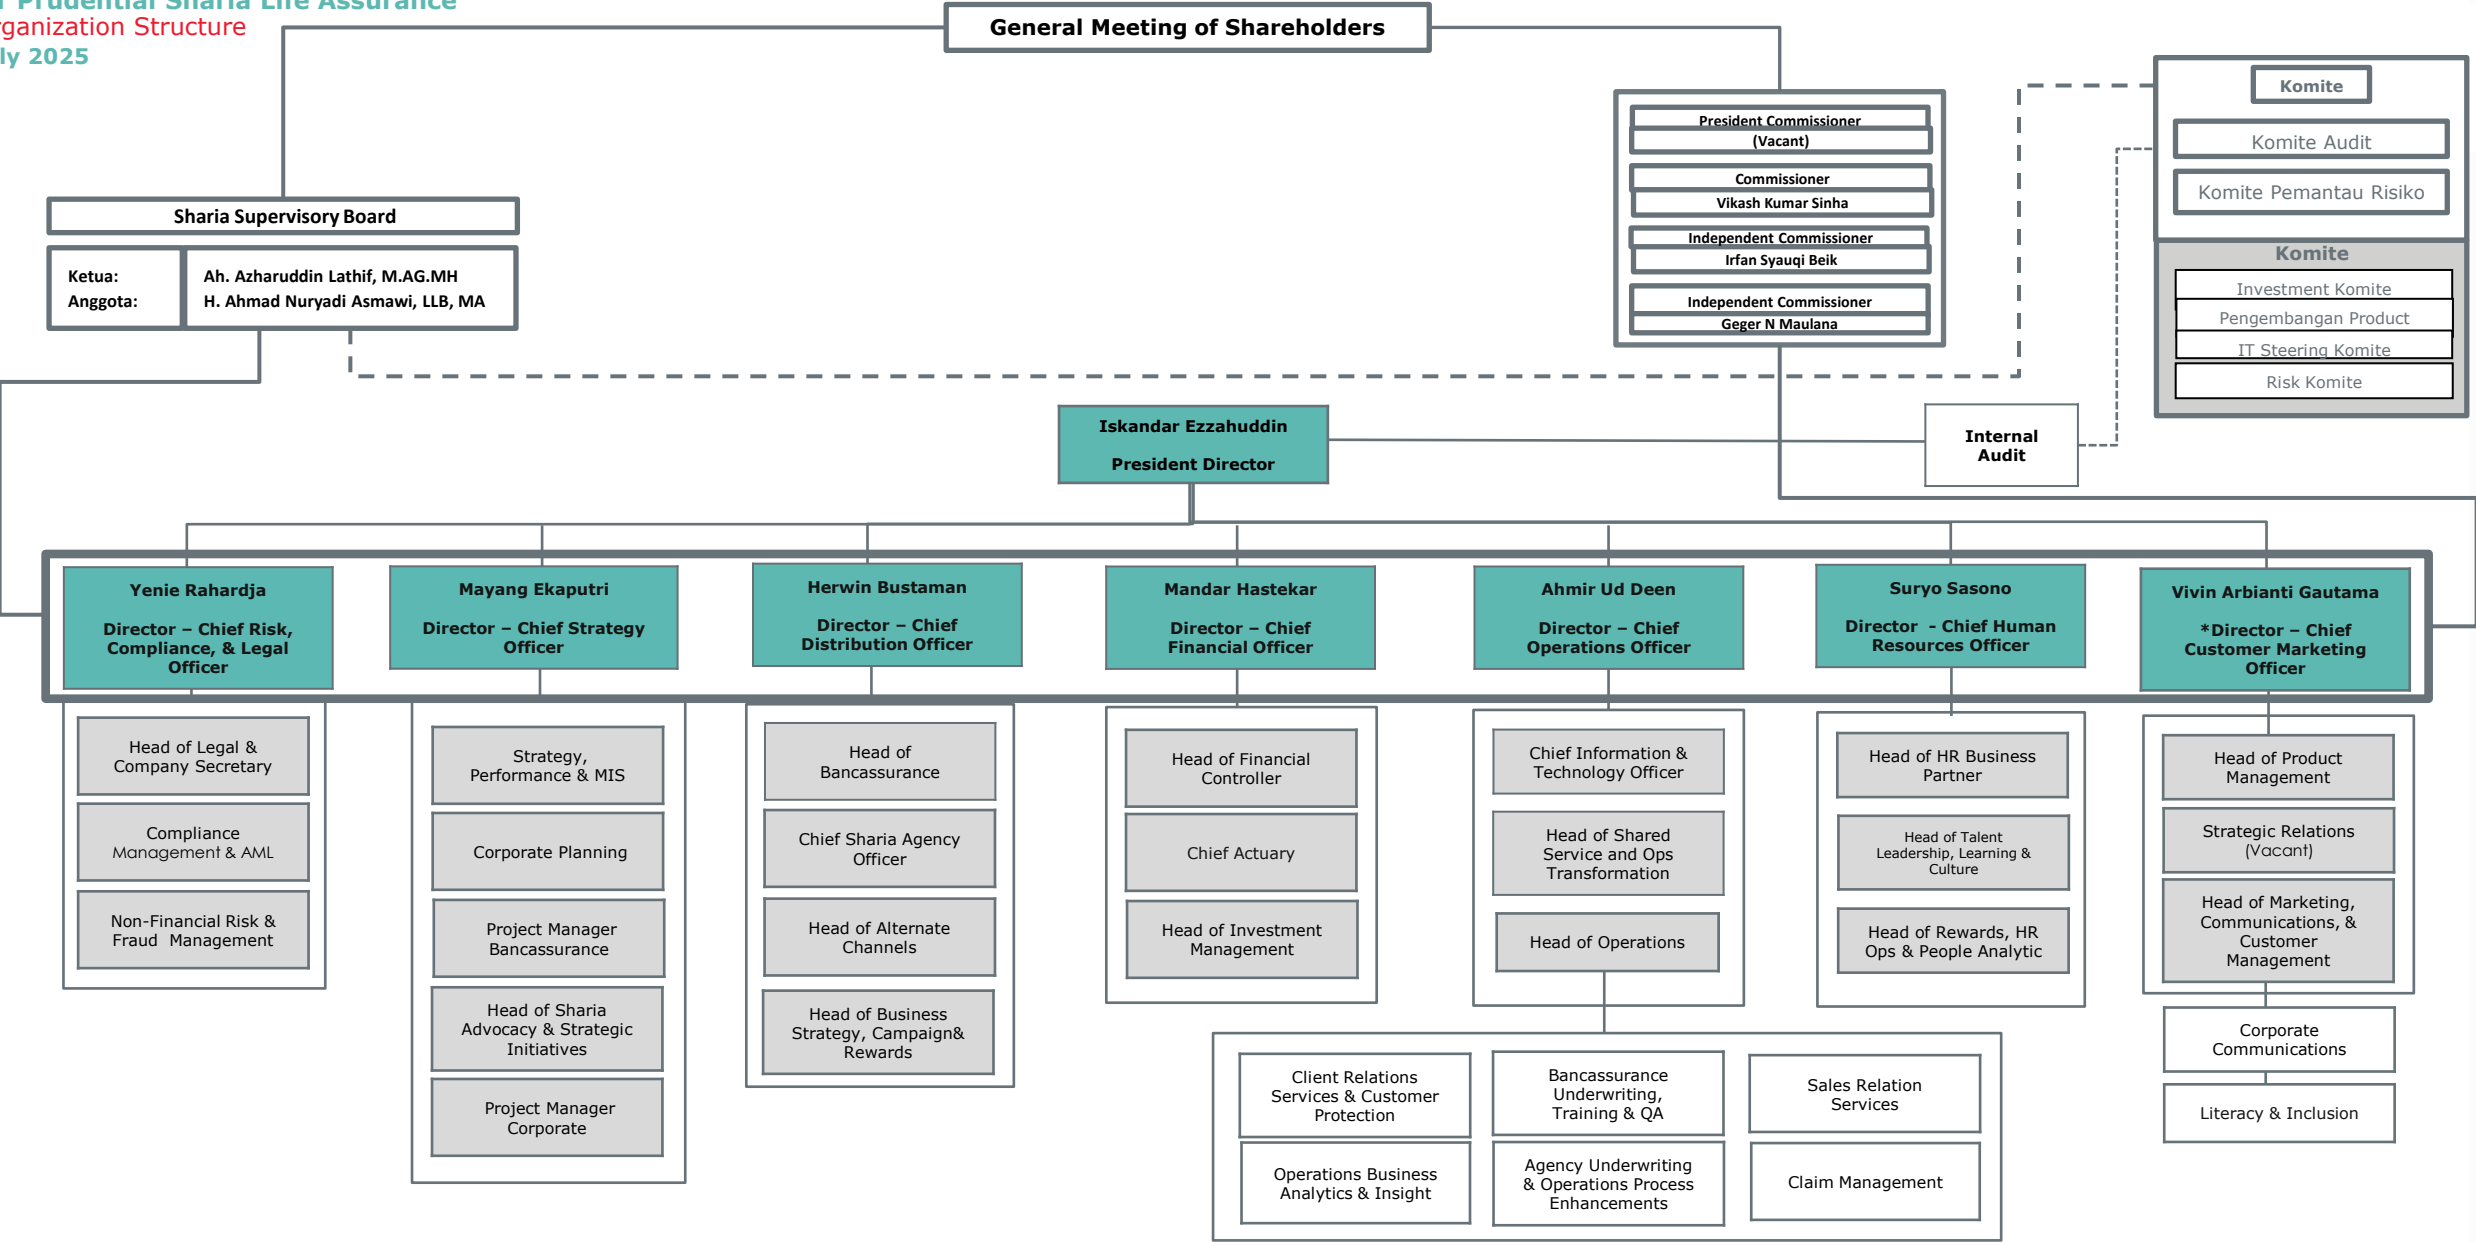 Prudential Sharia Life Assurance
Organization Structure
2025
General Meeting of Shareholders
Komite
Komite Audit
Komite Pemantau Risiko
Komite
Investment Komite
Pengembangan Product
IT Steering Komite
Risk Komite
President Commissioner
(Vacant)
Commissioner
Vikash Kumar Sinha
Independent Commissioner
Irfan Syauqi Beik
Independent Commissioner
Geger N Maulana
Sharia Supervisory Board
Ketua: Ah. Azharuddin Lathif, M.AG.MH
Anggota: H. Ahmad Nuryadi Asmawi, LLB, MA
Iskandar Ezzahuddin
President Director
Internal
Audit
Yenie Rahardja
Director – Chief Risk,
Compliance, & Legal
Officer
Mayang Ekaputri
Director – Chief Strategy
Officer
Herwin Bustaman
Director – Chief
Distribution Officer
Mandar Hastekar
Director – Chief
Financial Officer
Ahmir Ud Deen
Director – Chief
Operations Officer
Suryo Sasono
Director - Chief Human
Resources Officer
Vivin Arbianti Gautama
*Director – Chief
Customer Marketing
Officer
Head of Legal &
Company Secretary
Compliance
Management & AML
Non-Financial Risk &
Fraud Management
Strategy,
Performance & MIS
Corporate Planning
Project Manager
Bancassurance
Head of Sharia
Advocacy & Strategic
Initiatives
Project Manager
Corporate
Head of
Bancassurance
Chief Sharia Agency
Officer
Head of Alternate
Channels
Head of Business
Strategy, Campaign&
Rewards
Head of Financial
Controller
Chief Actuary
Head of Investment
Management
Chief Information &
Technology Officer
Head of Shared
Service and Ops
Transformation
Head of Operations
Client Relations
Services & Customer
Protection
Bancassurance
Underwriting,
Training & QA
Sales Relation
Services
Operations Business
Analytics & Insight
Agency Underwriting
& Operations Process
Enhancements
Claim Management
Head of HR Business
Partner
Head of Talent
Leadership, Learning &
Culture
Head of Rewards, HR
Ops & People Analytic
Head of Product
Management
Strategic Relations
(Vacant)
Head of Marketing,
Communications, &
Customer
Management
Corporate
Communications
Literacy & Inclusion